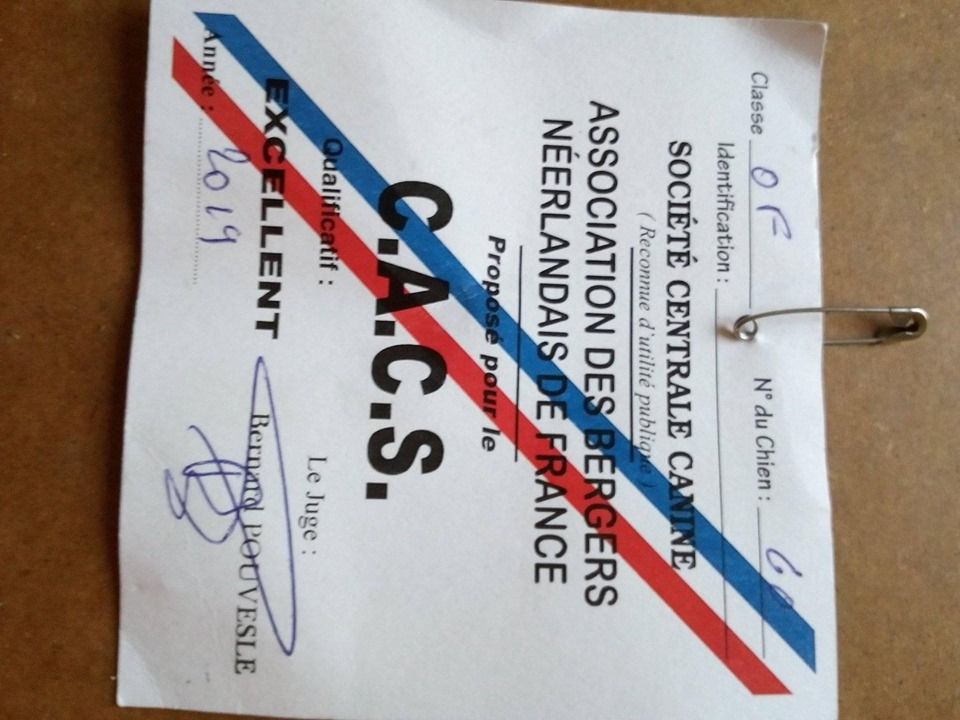 Classe OF N° du Chien : 60
Identification :
SOCIÉTÉ CENTRALE CANINE
( Reconnue d'utilité publique )
ASSOCIATION DES BERGERS
NÉERLANDAIS DE FRANCE
Proposé pour le
C.A.C.S.
Qualificatif :
Le Juge :
EXCELLENT
Bernard POUVESLE
Année : 2019